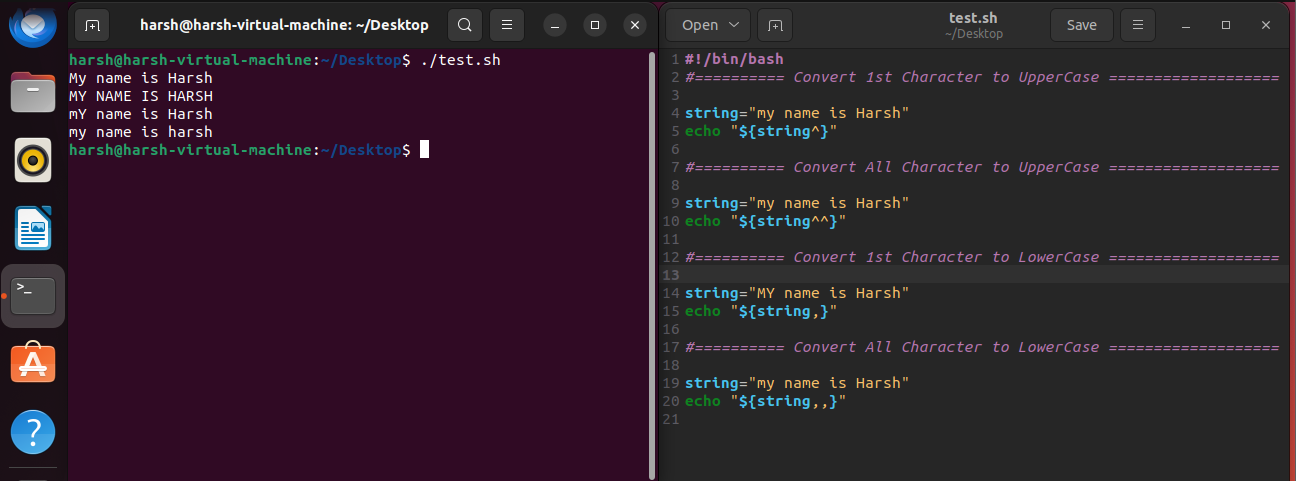 harsh@harsh-virtual-machine: ~/Desktop
harsh@harsh-virtual-machine:~/Desktop$ ./test.sh
My name is Harsh
MY NAME IS HARSH
mY name is Harsh
my name is harsh
harsh@harsh-virtual-machine:~/Desktop$
>_
?
Open
test.sh
~/Desktop
Save
1 #!/bin/bash
2 #========== Convert 1st Character to UpperCase ===================
3
4 string="my name is Harsh"
5 echo "${string^}"
6
7 #========== Convert All Character to UpperCase ===================
8
9 string="my name is Harsh"
10 echo "${string^^}"
11
12 #========== Convert 1st Character to LowerCase ===================
13
14 string="MY name is Harsh"
15 echo "${string,}"
16
17 #========== Convert All Character to LowerCase ===================
18
19 string="my name is Harsh"
20 echo "${string,,}"
21